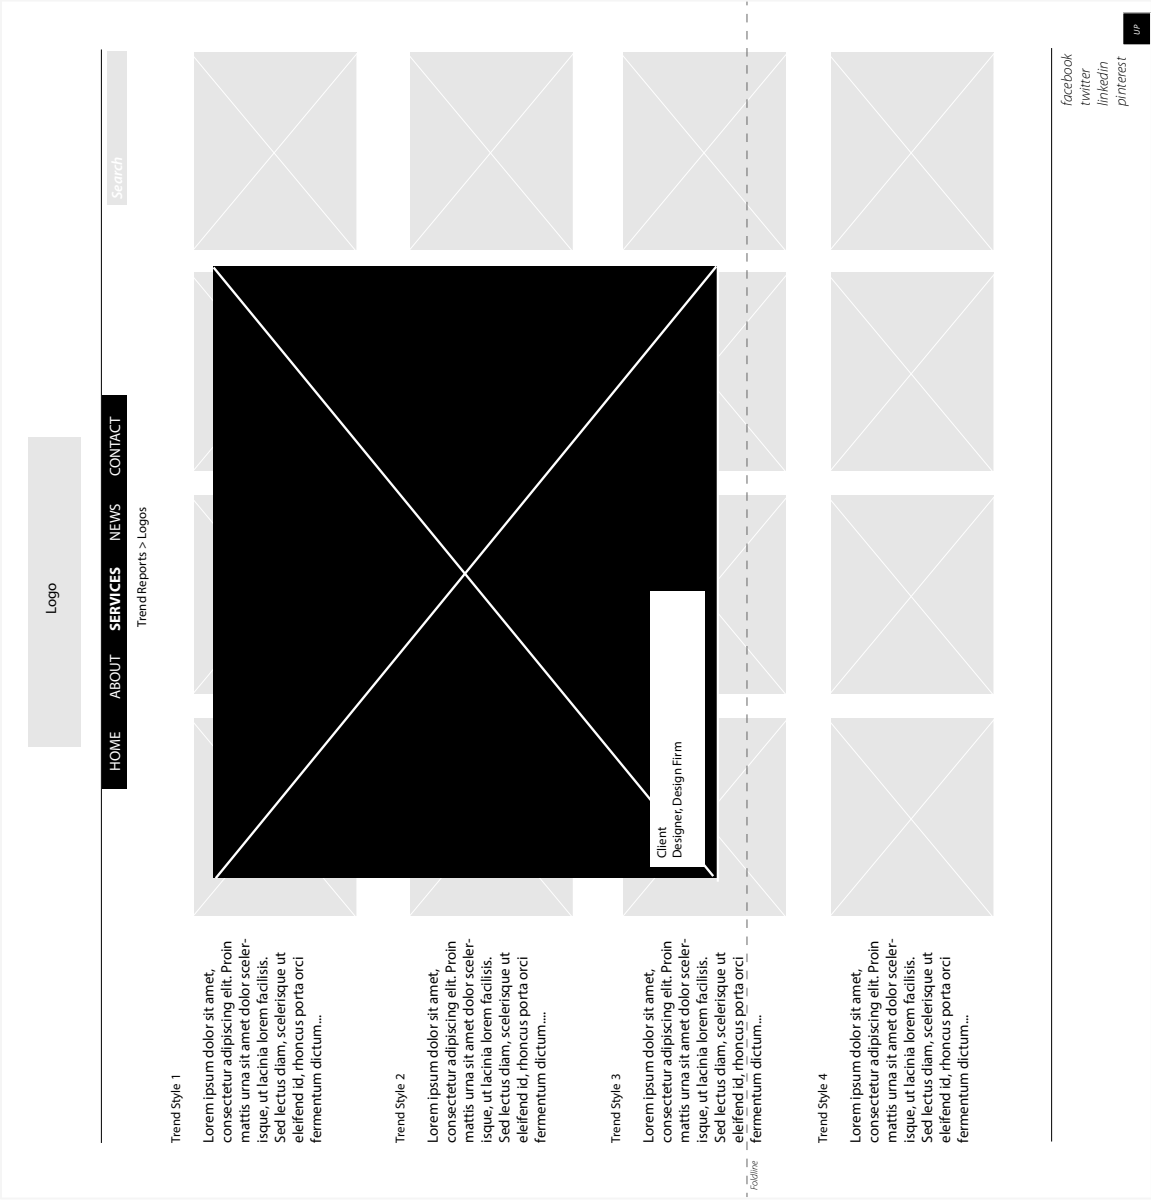 Logo
HOME ABOUT SERVICES NEWS CONTACT
Search
Trend Reports > Logos
Trend Style 1
Lorem ipsum dolor sit amet,
consectetur adipiscing elit. Proin
mattis urna sit amet dolor sceler-
isque, ut lacinia lorem facilisis.
Sed lectus diam, scelerisque ut
eleifend id, rhoncus porta orci
fermentum dictum...
Trend Style 2
Lorem ipsum dolor sit amet,
consectetur adipiscing elit. Proin
mattis urna sit amet dolor sceler-
isque, ut lacinia lorem facilisis.
Sed lectus diam, scelerisque ut
eleifend id, rhoncus porta orci
fermentum dictum....
Trend Style 3
Lorem ipsum dolor sit amet,
consectetur adipiscing elit. Proin
mattis urna sit amet dolor sceler-
isque, ut lacinia lorem facilisis.
Sed lectus diam, scelerisque ut
eleifend id, rhoncus porta orci
fermentum dictum...
Client
Designer, Design Firm
Foldline
Trend Style 4
Lorem ipsum dolor sit amet,
consectetur adipiscing elit. Proin
mattis urna sit amet dolor sceler-
isque, ut lacinia lorem facilisis.
Sed lectus diam, scelerisque ut
eleifend id, rhoncus porta orci
fermentum dictum...
facebook
twitter
linkedin
pinterest
UP